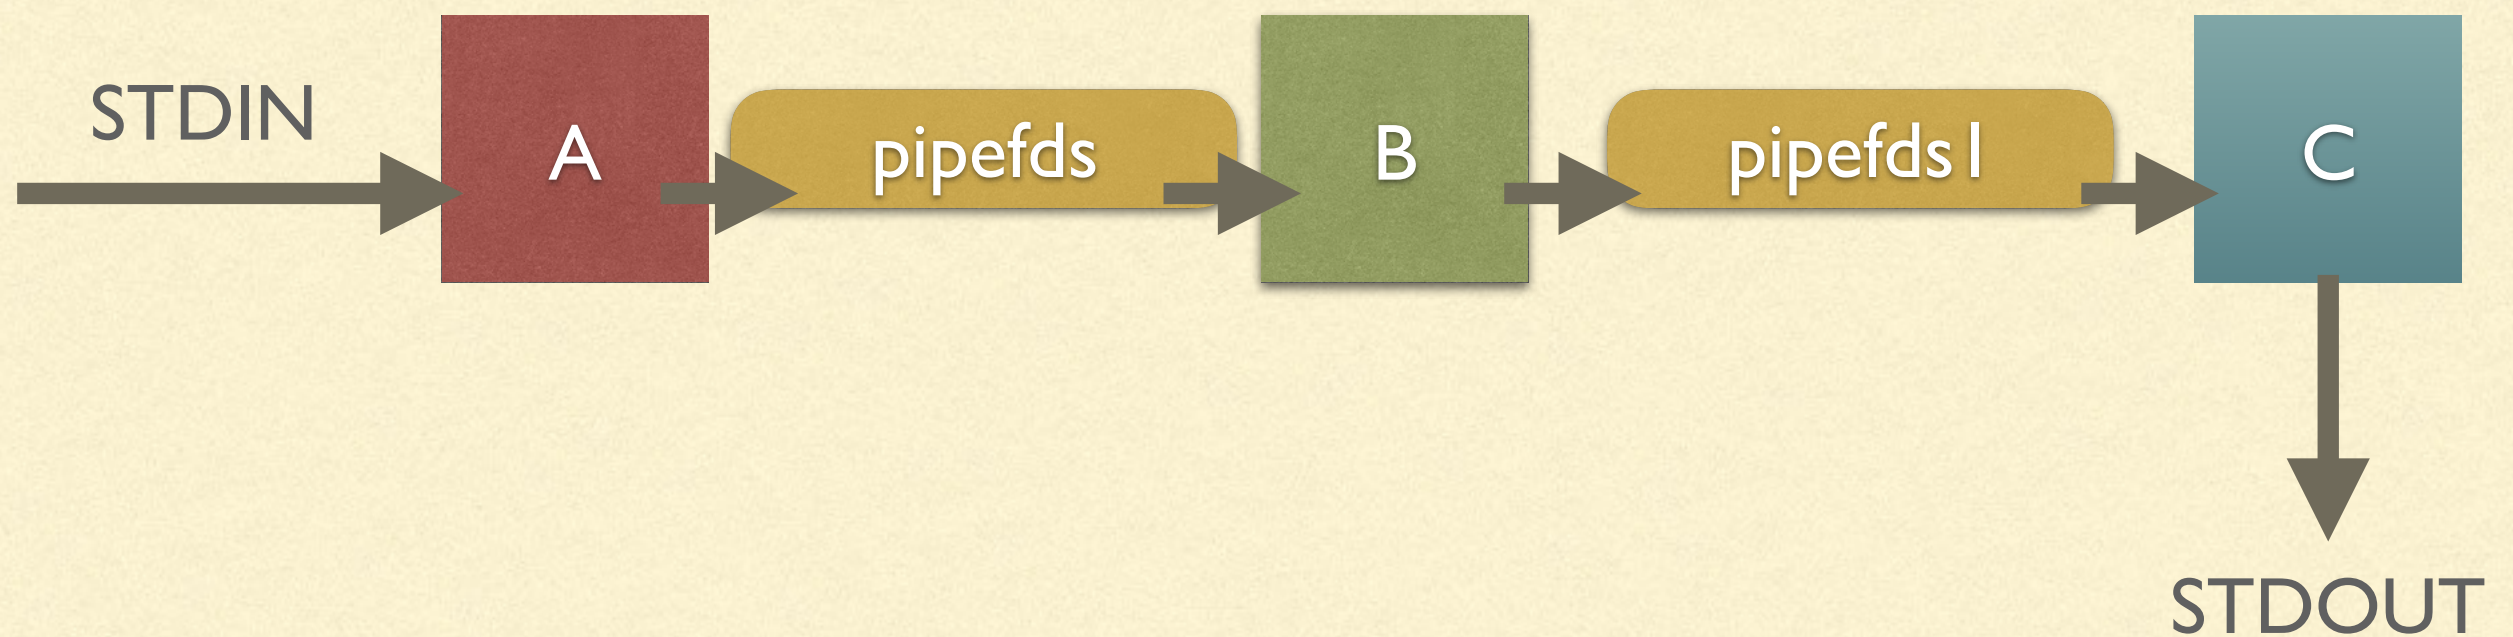 STDIN
A
pipefds
B
pipefds1
C
STDOUT